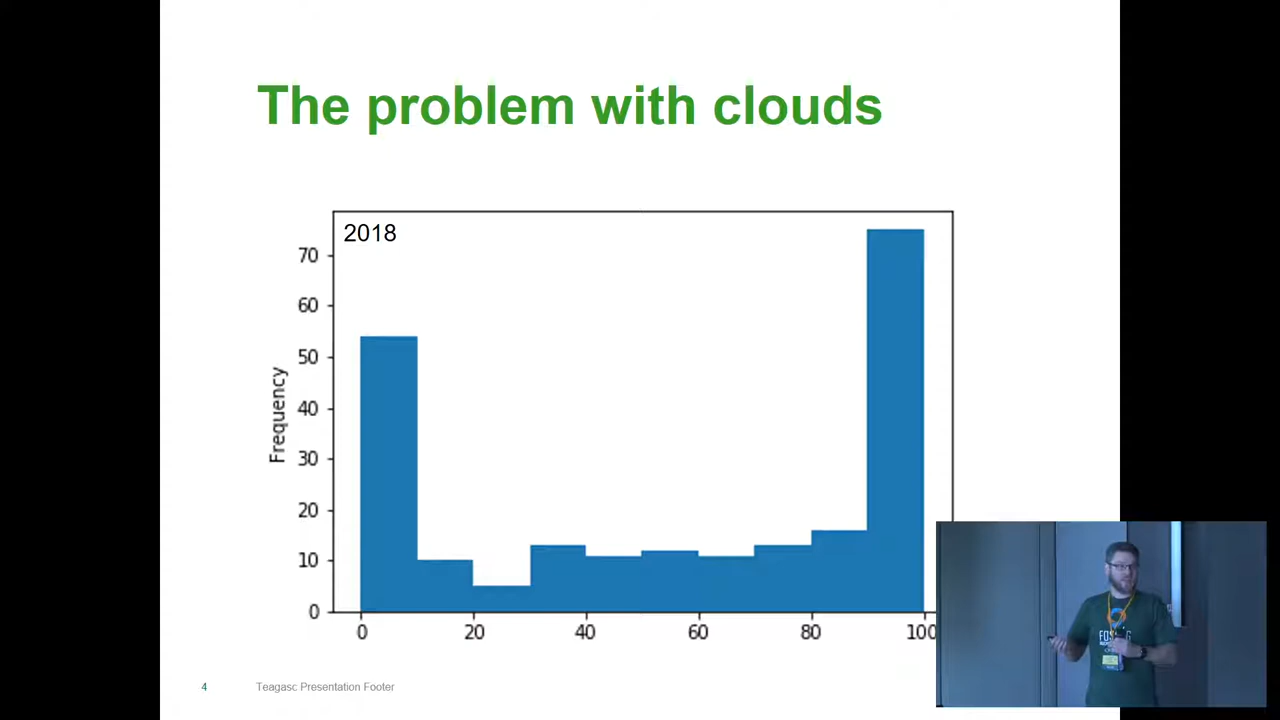 The problem with clouds
2018
70
60
50
40
30
20
10
0
Frequency
0 20 40 60 80 100
4 Teagasc Presentation Footer